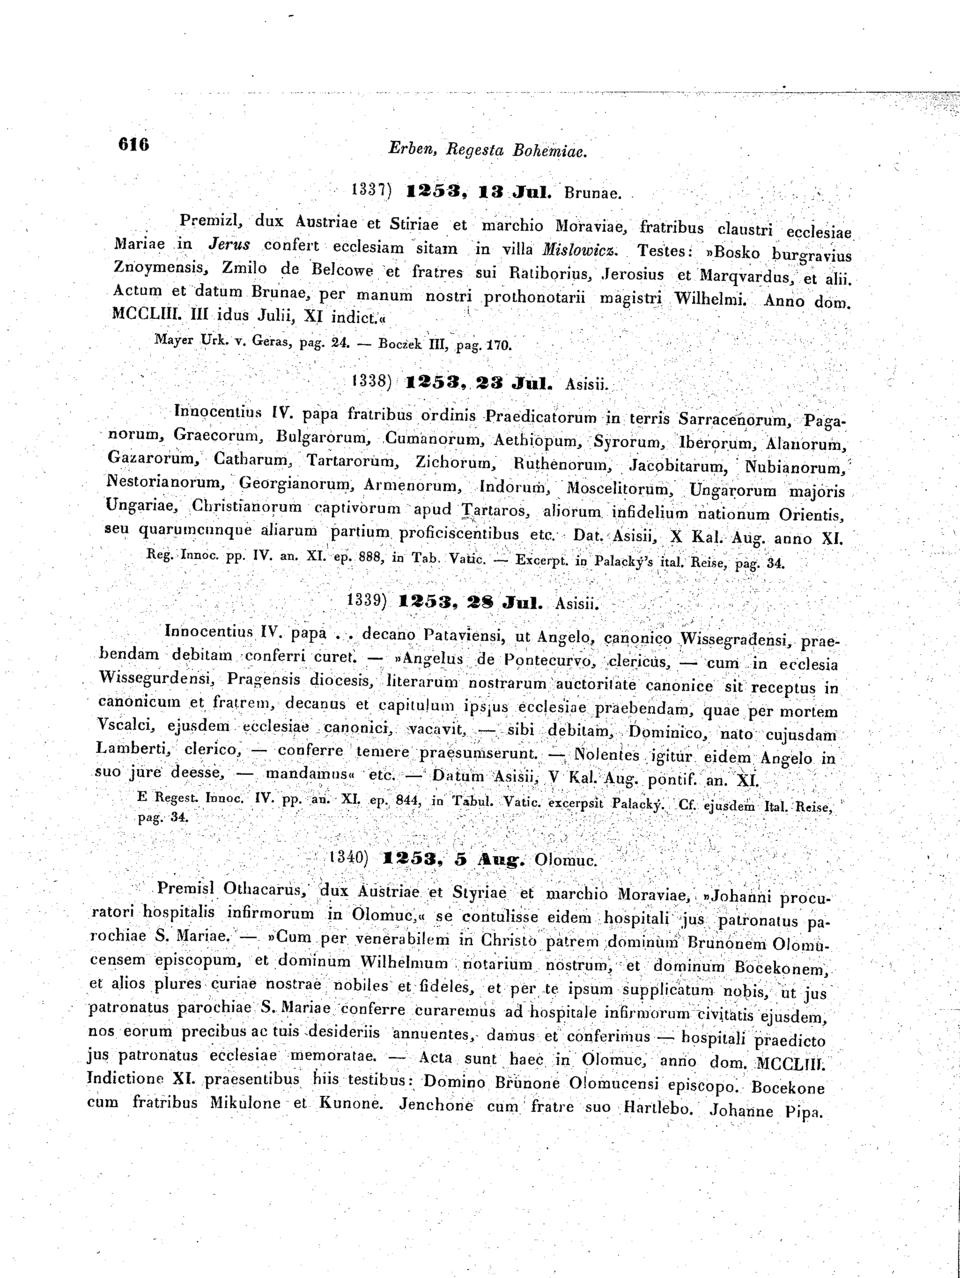 616
Erben, Regesta Bohemiae.
1337) 1253, 13 Jul. Brunae.
Premizl, dux Austriae et Stiriae et marchio Moraviae, fratribus claustri ecclesiae
Mariae in Jerus confert ecclesiam sitam in villa Mislowicz. Testes: »Bosko burgravius
Znoymensis, Zmilo de Belcowe et fratres sui Ratiborius, Jerosius et Marqvardus, et alii.
Actum et datum Brunae, per manum nostri prothonotarii magistri Wilhelmi. Anno dom.
MCCLIII. III idus Julii, XI indict.«
Mayer Urk. v. Geras, pag. 24. — Boczek III, pag. 170.
1338) 1253, 23 Jul. Asisii.
Innocentius IV. papa fratribus ordinis Praedicatorum in terris Sarracenorum, Paga-
norum, Graecorum, Bulgarorum, Cumanorum, Aethiopum, Syrorum, Iberorum, Alanorum,
Gazarorum, Catharum, Tartarorum, Zichorum, Ruthenorum, Jacobitarum, Nubianorum,
Nestorianorum, Georgianorum, Armenorum, Indorum, Moscelitorum, Ungarorum majoris
Ungariae, Christianorum captivorum apud Tartaros, aliorum infidelium nationum Orientis,
seu quarumcunque aliarum partium proficiscentibus etc. Dat. Asisii, X Kal. Aug. anno XI.
Reg. Innoc. pp. IV. an. XI. ep. 888, in Tab. Vatic. — Excerpt. in Palacký's ital. Reise, pag. 34.
1339) 1253, 28 Jul. Asisii.
Innocentius IV. papa . . decano Pataviensi, ut Angelo, canonico Wissegradensi, prae-
bendam debitam conferri curet. — »Angelus de Pontecurvo, clericus, — cum in ecclesia
Wissegurdensi, Pragensis diocesis, literarum nostrarum auctoritate canonice sit receptus in
canonicum et fratrem, decanus et capitulum ipsius ecclesiae praebendam, quae per mortem
Vscalci, ejusdem ecclesiae canonici, vacavit, — sibi debitam, Dominico, nato cujusdam
Lamberti, clerico, — conferre temere praesumserunt. — Nolentes igitur eidem Angelo in
suo jure deesse, — mandamus« etc. — Datum Asisii, V Kal. Aug. pontif. an. XI.
E Regest. Innoc. IV. pp. an. XI. ep. 844, in Tabul. Vatic. excerpsit Palacký. Cf. ejusdem Ital. Reise,
pag. 34.
1340) 1253, 5 Aug. Olomuc.
Premisl Othacarus, dux Austriae et Styriae et marchio Moraviae, »Johanni procu-
ratori hospitalis infirmorum in Olomuc,« se contulisse eidem hospitali jus patronatus pa-
rochiae S. Mariae. — »Cum per venerabilem in Christo patrem dominum Brunonem Olomu-
censem episcopum, et dominum Wilhelmum notarium nostrum, et dominum Bocekonem,
et alios plures curiae nostrae nobiles et fideles, et per te ipsum supplicatum nobis, ut jus
patronatus parochiae S. Mariae conferre curaremus ad hospitale infirmorum civitatis ejusdem,
nos eorum precibus ac tuis desideriis annuentes, damus et conferimus — hospitali praedicto
jus patronatus ecclesiae memoratae. — Acta sunt haec in Olomuc, anno dom. MCCLIII.
Indictione XI. praesentibus hiis testibus: Domino Brunone Olomucensi episcopo. Bocekone
cum fratribus Mikulone et Kunone. Jenchone cum fratre suo Hartlebo. Johanne Pipa.